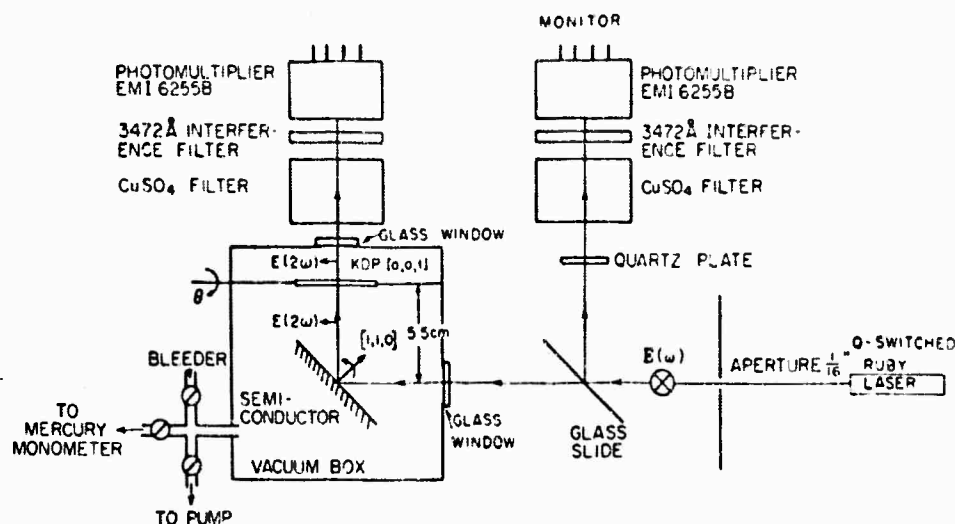 MONITOR
PHOTOMULTIPLIER
EMI 6255B
3472Å INTERFER-
ENCE FILTER
CuSO₄ FILTER
PHOTOMULTIPLIER
EMI 6255B
3472Å INTERFER-
ENCE FILTER
CuSO₄ FILTER
GLASS WINDOW
E(2ω)
KDP [0,0,1]
QUARTZ PLATE
θ
E(2ω)
5.5cm
[1,1,0]
BLEEDER
SEMI-
CONDUCTOR
TO
MERCURY
MONOMETER
VACUUM BOX
TO PUMP
GLASS
WINDOW
GLASS
SLIDE
E(ω)
APERTURE 1/16"
Q-SWITCHED
RUBY
LASER